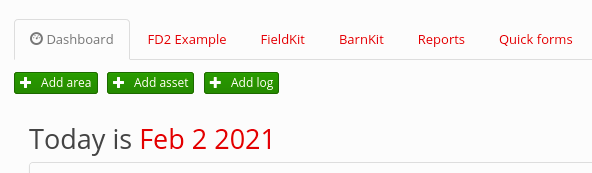 Dashboard FD2 Example FieldKit BarnKit Reports Quick forms
Add area Add asset Add log
Today is Feb 2 2021